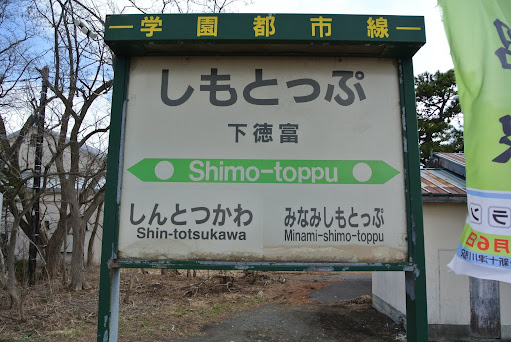 学園都市線
しもとっぷ
下徳富
Shimo-toppu
しんとつかわ
Shin-totsukawa
みなみしもとっぷ
Minami-shimo-toppu